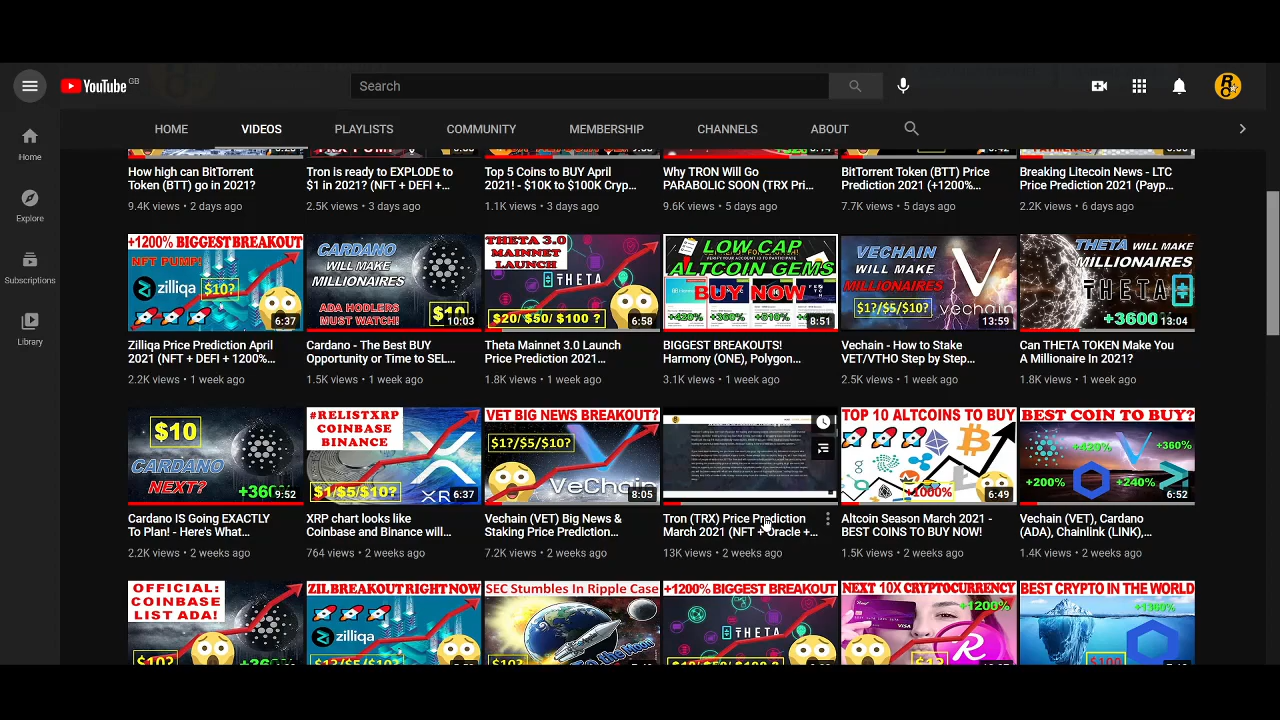 YouTube GB
Search
HOME VIDEOS PLAYLISTS COMMUNITY MEMBERSHIP CHANNELS ABOUT
Home
Explore
Subscriptions
Library
How high can BitTorrent
Token (BTT) go in 2021?
9.4K views • 2 days ago
Tron is ready to EXPLODE to
$1 in 2021? (NFT + DEFI +...
2.5K views • 3 days ago
Top 5 Coins to BUY April
2021! - $10K to $100K Cryp...
1.1K views • 3 days ago
Why TRON Will Go
PARABOLIC SOON (TRX Pri...
9.6K views • 5 days ago
BitTorrent Token (BTT) Price
Prediction 2021 (+1200%...
7.7K views • 5 days ago
Breaking Litecoin News - LTC
Price Prediction 2021 (Payp...
2.2K views • 6 days ago
+1200% BIGGEST BREAKOUT
NFT PUMP!
zilliqa
$10?
6:37
Zilliqa Price Prediction April
2021 (NFT + DEFI + 1200%...
2.2K views • 1 week ago
CARDANO
WILL MAKE
MILLIONAIRES
ADA HODLERS
MUST WATCH!
10:03
Cardano - The Best BUY
Opportunity or Time to SEL...
1.5K views • 1 week ago
THETA 3.0
MAINNET
LAUNCH
THETA
$20/ $50/ $100 ?
6:58
Theta Mainnet 3.0 Launch
Price Prediction 2021...
1.8K views • 1 week ago
LOW CAP
ALTCOIN GEMS
BUY NOW
8:51
BIGGEST BREAKOUTS!
Harmony (ONE), Polygon...
3.1K views • 1 week ago
VECHAIN
WILL MAKE
MILLIONAIRES
$1?/$5/$10?
vechain
13:59
Vechain - How to Stake
VET/VTHO Step by Step...
2.5K views • 1 week ago
THETA WILL MAKE
MILLIONAIRES
THETA
+3600
13:04
Can THETA TOKEN Make You
A Millionaire In 2021?
1.8K views • 1 week ago
$10
CARDANO
NEXT?
9:52
Cardano IS Going EXACTLY
To Plan! - Here's What...
2.2K views • 2 weeks ago
#RELISTXRP
COINBASE
BINANCE
$1/$5/$10?
XR
6:37
XRP chart looks like
Coinbase and Binance will...
764 views • 2 weeks ago
VET BIG NEWS BREAKOUT?
$1?/$5/$10?
VeChain
8:05
Vechain (VET) Big News &
Staking Price Prediction...
7.2K views • 2 weeks ago
Tron (TRX) Price Prediction
March 2021 (NFT + Oracle +...
13K views • 2 weeks ago
TOP 10 ALTCOINS TO BUY
+1000%
6:49
Altcoin Season March 2021 -
BEST COINS TO BUY NOW!
1.5K views • 2 weeks ago
BEST COIN TO BUY?
+420%
+360%
+200%
+240%
6:52
Vechain (VET), Cardano
(ADA), Chainlink (LINK),...
1.4K views • 2 weeks ago
OFFICIAL:
COINBASE
LIST ADA!
ZIL BREAKOUT RIGHT NOW
zilliqa
SEC Stumbles In Ripple Case
+1200% BIGGEST BREAKOUT
THETA
NEXT 10X CRYPTOCURRENCY
+1200%
VISA
BEST CRYPTO IN THE WORLD
+1360%